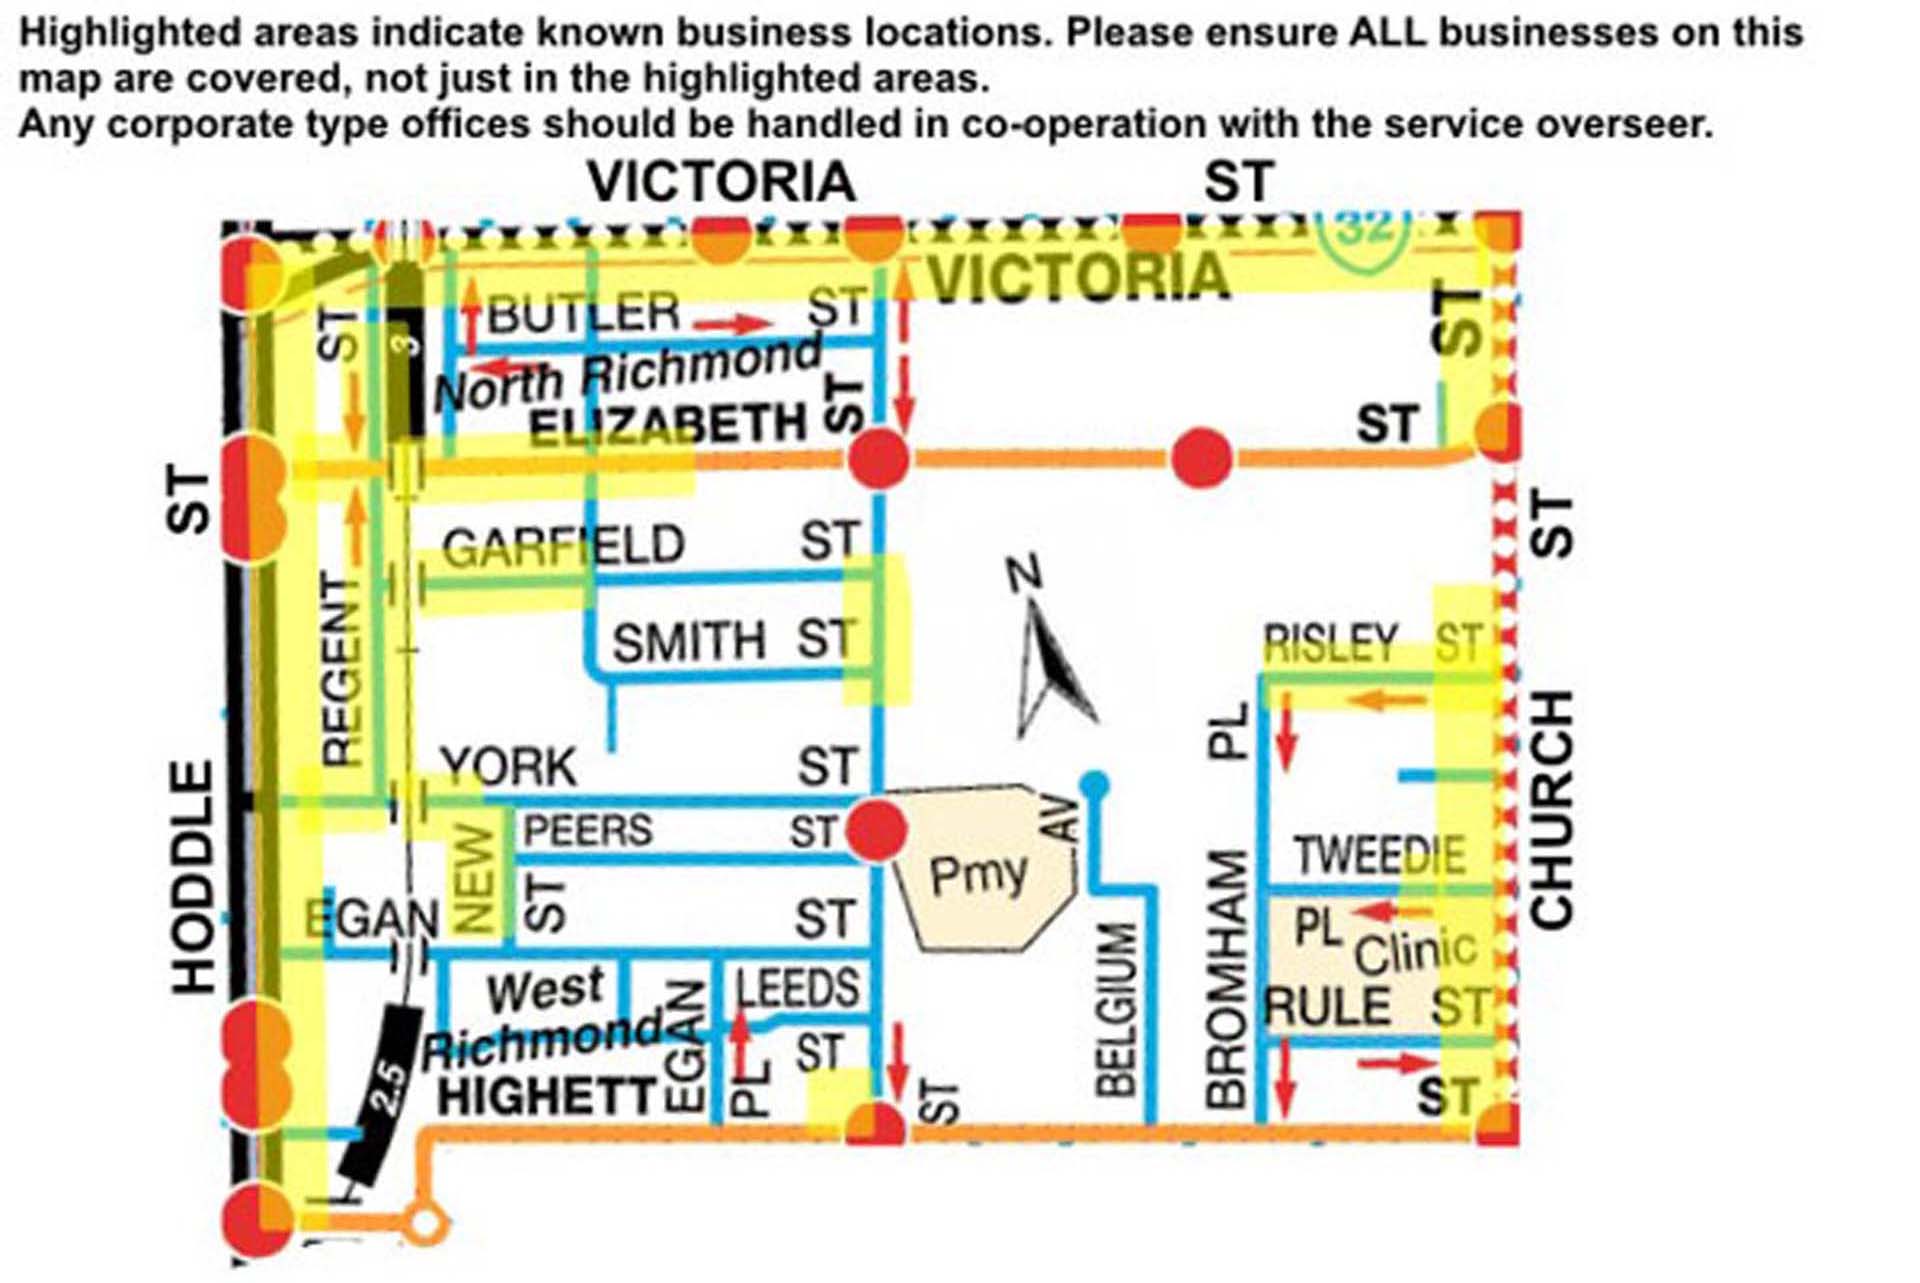 Highlighted areas indicate known business locations. Please ensure ALL businesses on this
map are covered, not just in the highlighted areas.
Any corporate type offices should be handled in co-operation with the service overseer.
VICTORIA ST
32
VICTORIA
BUTLER ST
ST
ST
3
North Richmond
ELIZABETH ST
ST
ST
GARFIELD ST
ST
N
REGENT
SMITH ST
RISLEY ST
PL
YORK ST
HODDLE
CHURCH
PEERS ST
AV
NEW
ST
Pmy
TWEEDIE
PL
EGAN ST
Clinic
West
Richmond
LEEDS
ST
EGAN
PL
RULE ST
BELGIUM
BROMHAM
2.5
HIGHETT
ST
ST